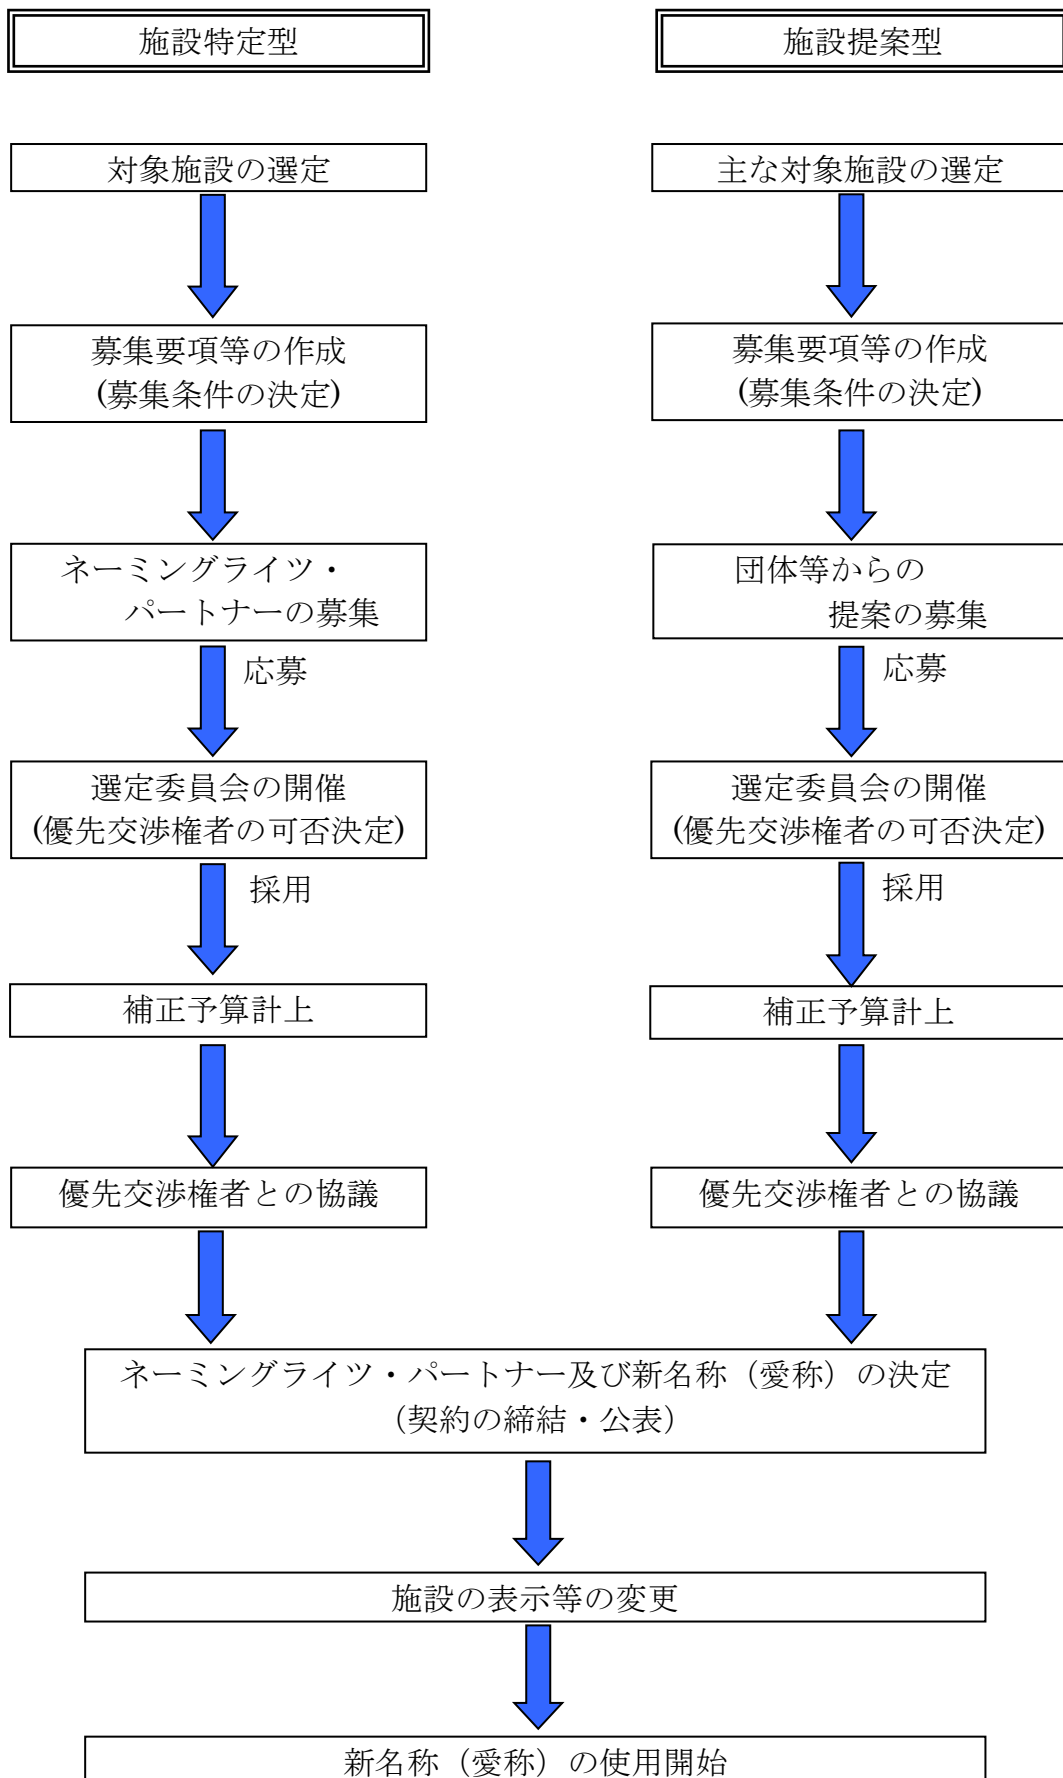 施設特定型
対象施設の選定
募集要項等の作成
(募集条件の決定)
ネーミングライツ・
パートナーの募集
応募
選定委員会の開催
(優先交渉権者の可否決定)
採用
補正予算計上
優先交渉権者との協議
施設提案型
主な対象施設の選定
募集要項等の作成
(募集条件の決定)
団体等からの
提案の募集
応募
選定委員会の開催
(優先交渉権者の可否決定)
採用
補正予算計上
優先交渉権者との協議
ネーミングライツ・パートナー及び新名称（愛称）の決定
（契約の締結・公表）
施設の表示等の変更
新名称（愛称）の使用開始